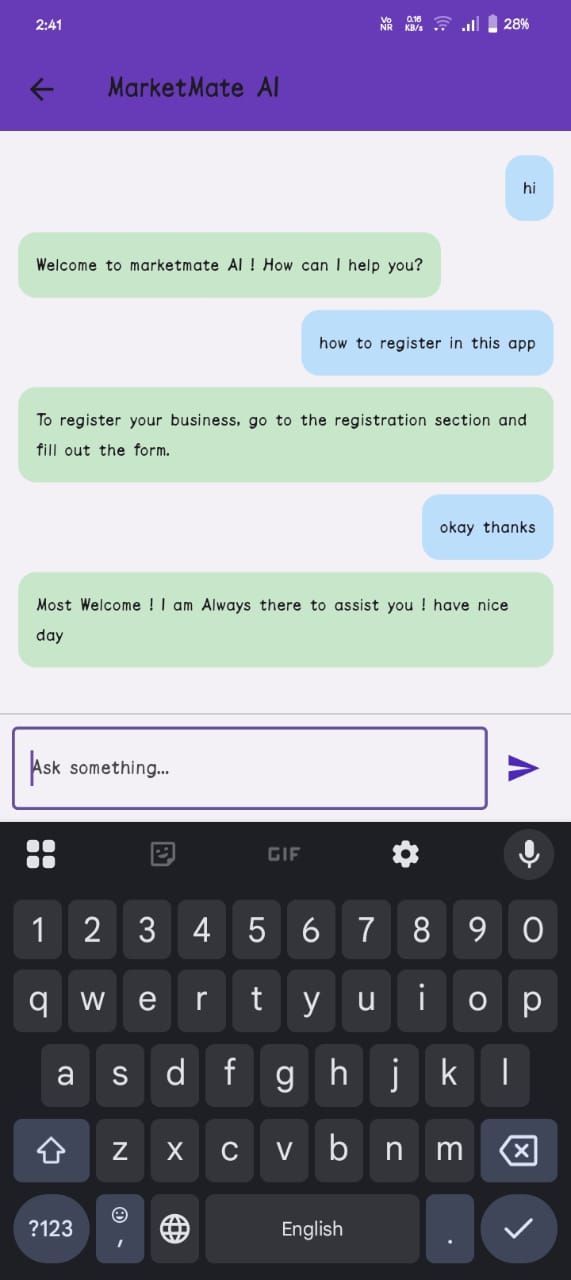 2:41 Vo NR 0.16 KB/s 28%
MarketMate AI
hi
Welcome to marketmate AI ! How can I help you?
how to register in this app
To register your business, go to the registration section and
fill out the form.
okay thanks
Most Welcome ! I am Always there to assist you ! have nice
day
Ask something...
GIF
1 2 3 4 5 6 7 8 9 0
q w e r t y u i o p
a s d f g h j k l
z x c v b n m
?123 , English .